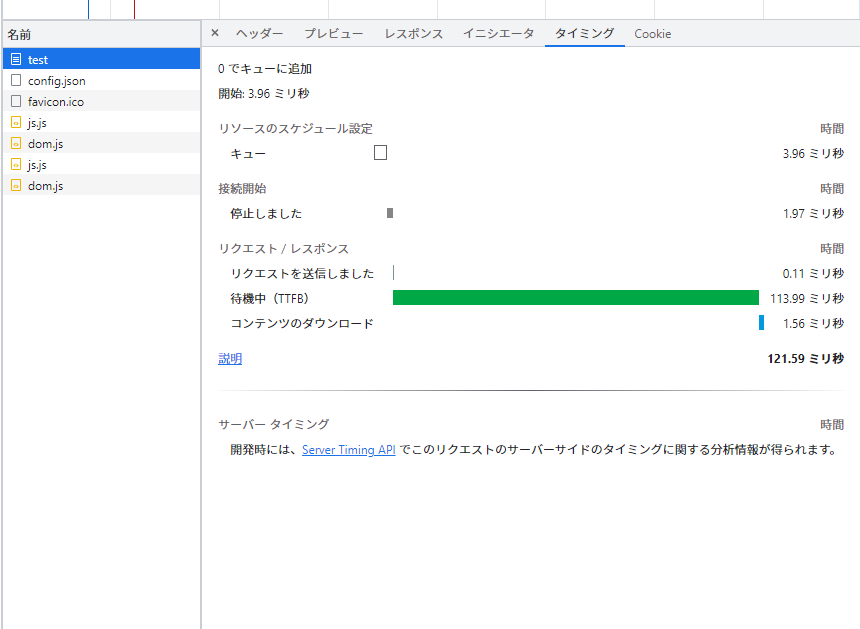 名前
test
config.json
favicon.ico
js.js
dom.js
js.js
dom.js
× ヘッダー プレビュー レスポンス イニシエータ タイミング Cookie
0 でキューに追加
開始: 3.96 ミリ秒
リソースのスケジュール設定 時間
キュー 3.96 ミリ秒
接続開始 時間
停止しました 1.97 ミリ秒
リクエスト / レスポンス 時間
リクエストを送信しました 0.11 ミリ秒
待機中（TTFB） 113.99 ミリ秒
コンテンツのダウンロード 1.56 ミリ秒
説明 121.59 ミリ秒
サーバー タイミング 時間
開発時には、Server Timing API でこのリクエストのサーバーサイドのタイミングに関する分析情報が得られます。